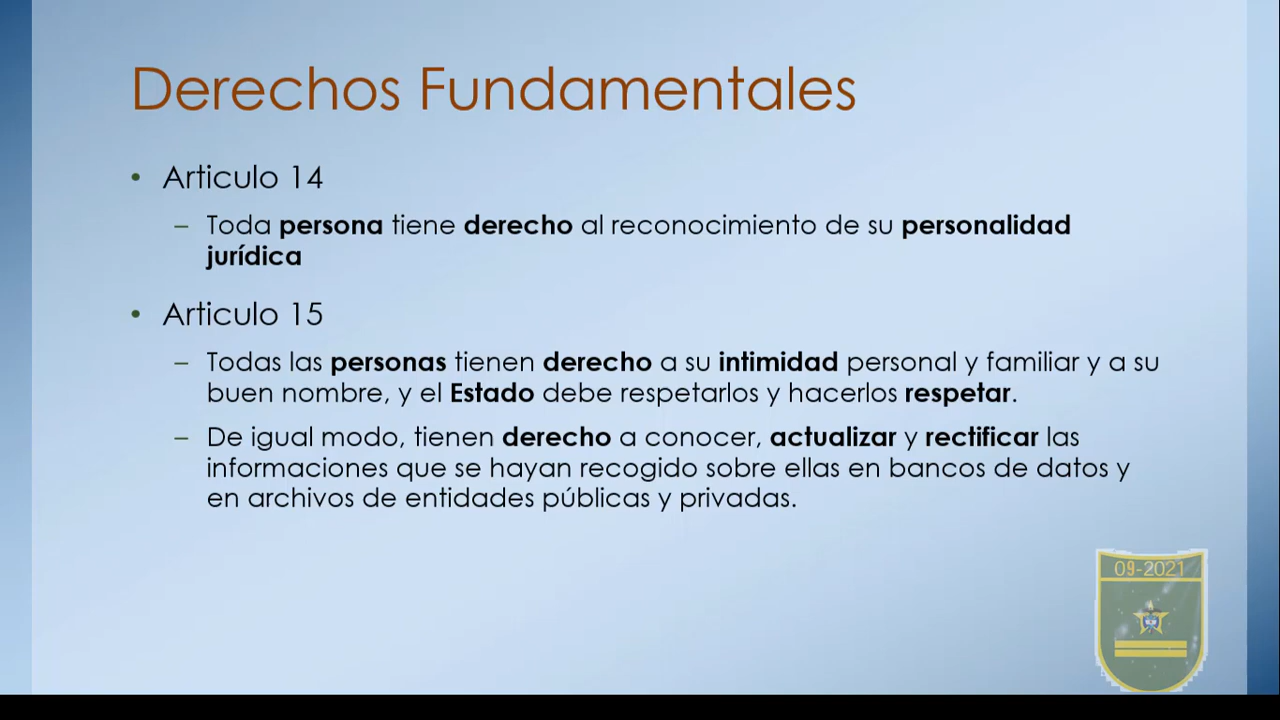 Derechos Fundamentales
• Articulo 14
– Toda persona tiene derecho al reconocimiento de su personalidad
jurídica
• Articulo 15
– Todas las personas tienen derecho a su intimidad personal y familiar y a su
buen nombre, y el Estado debe respetarlos y hacerlos respetar.
– De igual modo, tienen derecho a conocer, actualizar y rectificar las
informaciones que se hayan recogido sobre ellas en bancos de datos y
en archivos de entidades públicas y privadas.
09-2021